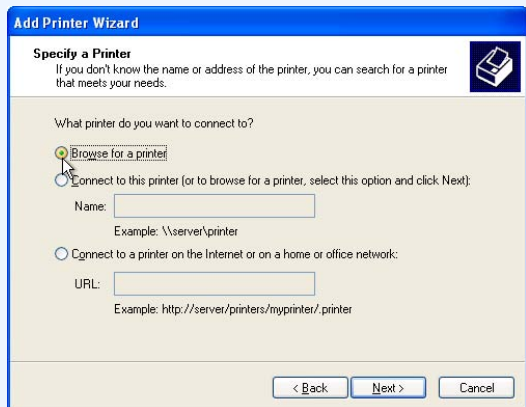 Add Printer Wizard
Specify a Printer
If you don't know the name or address of the printer, you can search for a printer
that meets your needs.
What printer do you want to connect to?
Browse for a printer
Connect to this printer (or to browse for a printer, select this option and click Next):
Name:
Example: \\server\printer
Connect to a printer on the Internet or on a home or office network:
URL:
Example: http://server/printers/myprinter/.printer
< Back Next > Cancel